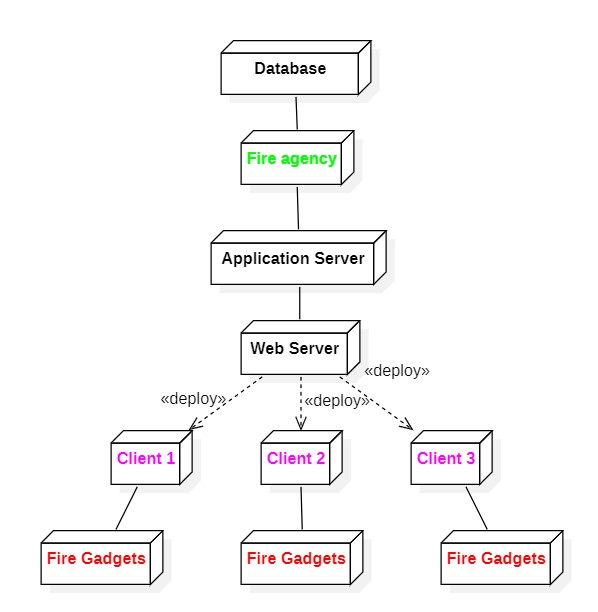 Database
Fire agency
Application Server
Web Server
«deploy»
«deploy»
«deploy»
Client 1
Client 2
Client 3
Fire Gadgets
Fire Gadgets
Fire Gadgets